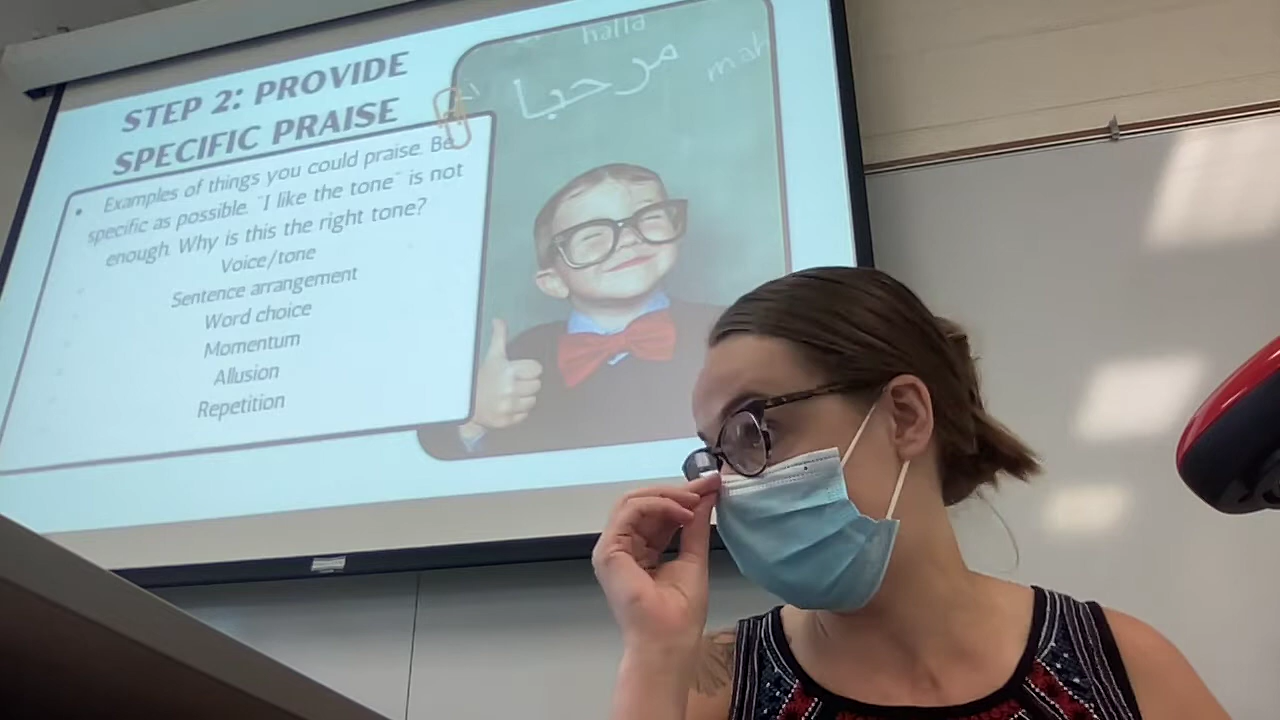 STEP 2: PROVIDE
SPECIFIC PRAISE
• Examples of things you could praise. Be
specific as possible. "I like the tone" is not
enough. Why is this the right tone?
Voice/tone
Sentence arrangement
Word choice
Momentum
Allusion
Repetition
halla
مرحبا